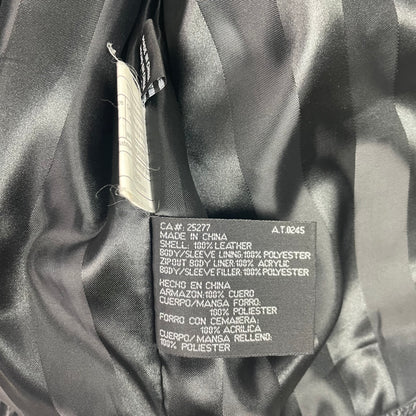 CA#: 25277 A.T.0245
MADE IN CHINA
SHELL: 100% LEATHER
BODY/SLEEVE LINING:100% POLYESTER
ZIPOUT BODY LINER:100% ACRYLIC
BODY/SLEEVE FILLER:100% POLYESTER
HECHO EN CHINA
ARMAZON:100% CUERO
CUERPO/MANGA FORRO:
100% POLIESTER
FORRO CON CEMALERA:
100% ACRILICA
CUERPO/MANGA RELLENO:
100% POLIESTER